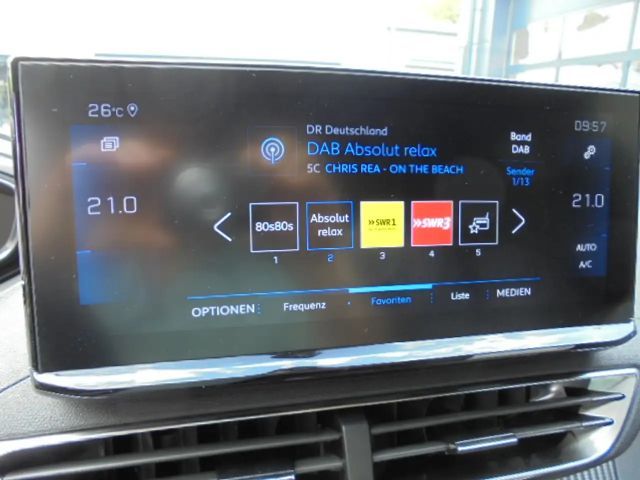 26°C
09:57
DR Deutschland
DAB Absolut relax
5C CHRIS REA - ON THE BEACH
Band
DAB
Sender
1/13
21.0
21.0
80s80s
Absolut
relax
SWR1
SWR3
1 2 3 4 5
AUTO
A/C
OPTIONEN Frequenz Favoriten Liste MEDIEN